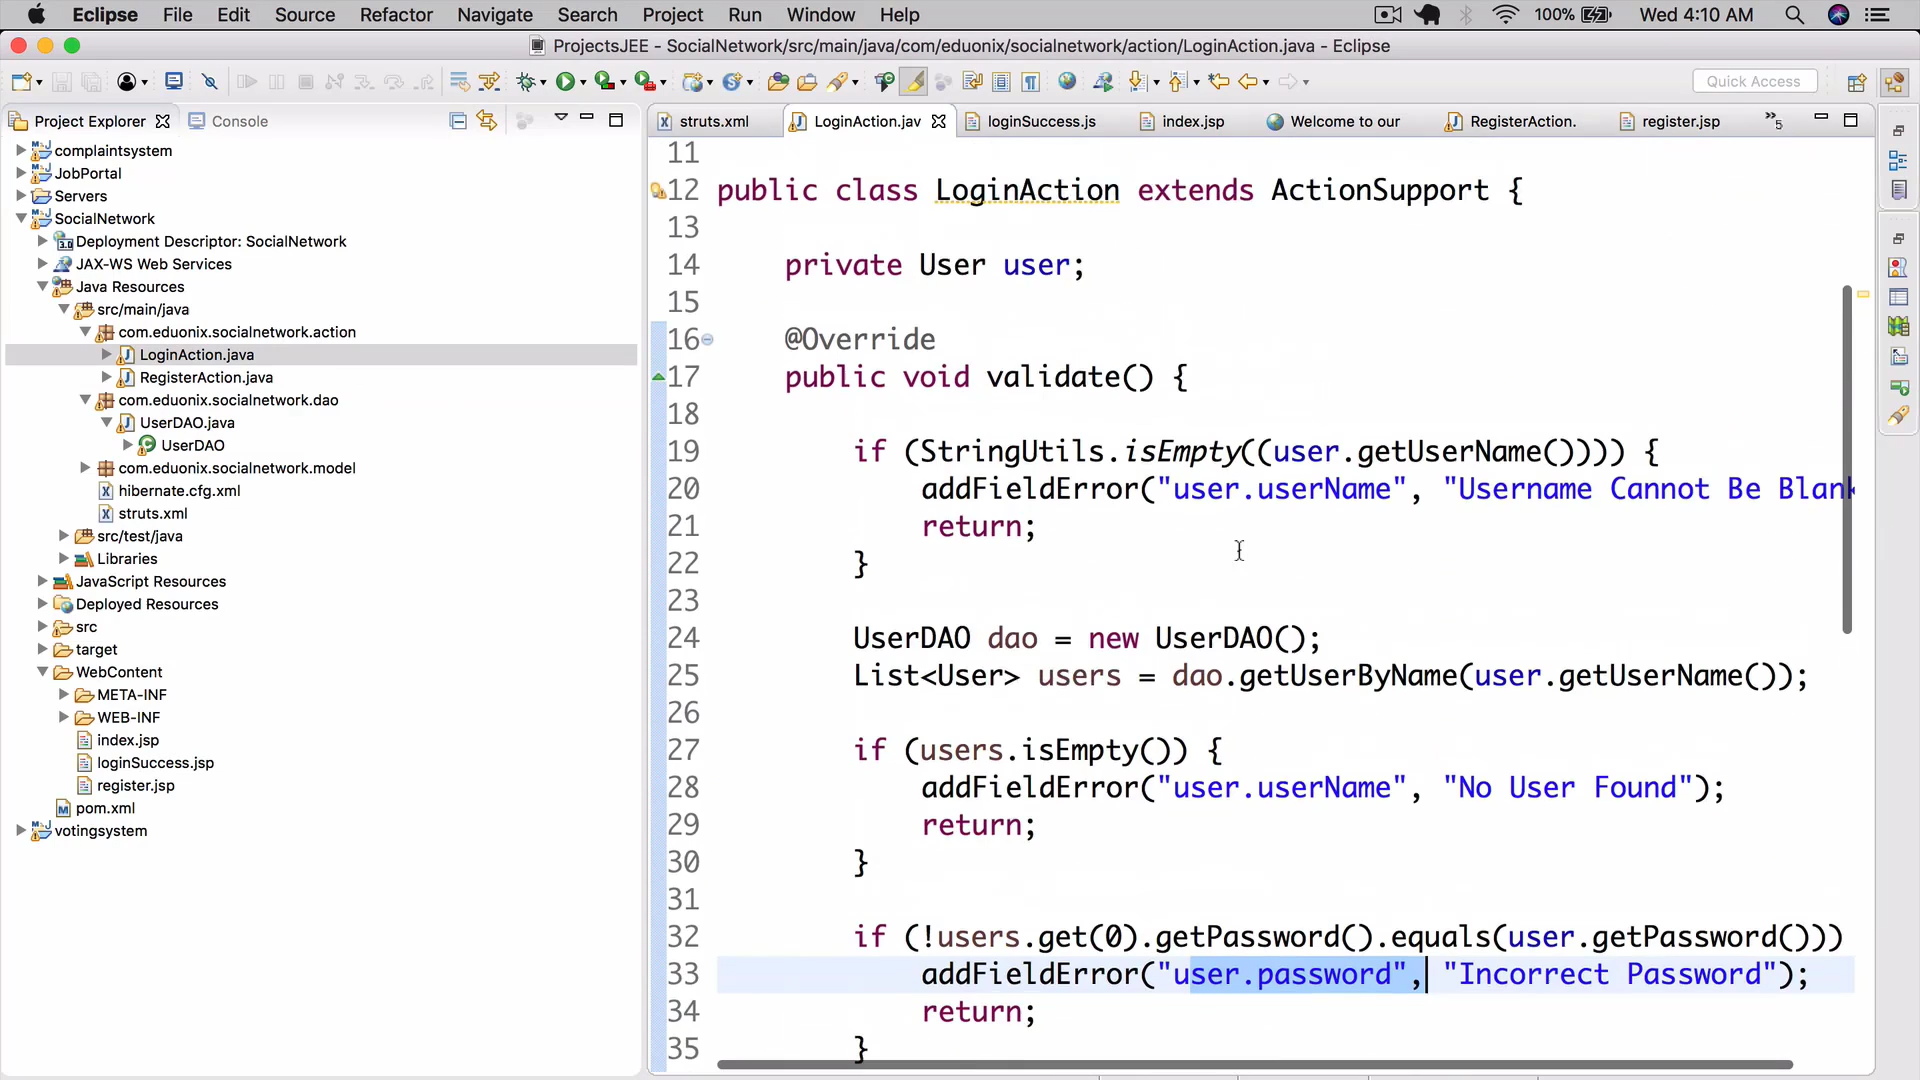 Eclipse File Edit Source Refactor Navigate Search Project Run Window Help 100% Wed 4:10 AM
ProjectsJEE - SocialNetwork/src/main/java/com/eduonix/socialnetwork/action/LoginAction.java - Eclipse
Quick Access
Project Explorer Console
struts.xml LoginAction.jav loginSuccess.js index.jsp Welcome to our RegisterAction. register.jsp »5
complaintsystem
JobPortal
Servers
SocialNetwork
Deployment Descriptor: SocialNetwork
JAX-WS Web Services
Java Resources
src/main/java
com.eduonix.socialnetwork.action
LoginAction.java
RegisterAction.java
com.eduonix.socialnetwork.dao
UserDAO.java
UserDAO
com.eduonix.socialnetwork.model
hibernate.cfg.xml
struts.xml
src/test/java
Libraries
JavaScript Resources
Deployed Resources
src
target
WebContent
META-INF
WEB-INF
index.jsp
loginSuccess.jsp
register.jsp
pom.xml
votingsystem
11
12 public class LoginAction extends ActionSupport {
13
14 private User user;
15
16 @Override
17 public void validate() {
18
19 if (StringUtils.isEmpty((user.getUserName()))) {
20 addFieldError("user.userName", "Username Cannot Be Blank
21 return;
22 }
23
24 UserDAO dao = new UserDAO();
25 List<User> users = dao.getUserByName(user.getUserName());
26
27 if (users.isEmpty()) {
28 addFieldError("user.userName", "No User Found");
29 return;
30 }
31
32 if (!users.get(0).getPassword().equals(user.getPassword()))
33 addFieldError("user.password", "Incorrect Password");
34 return;
35 }